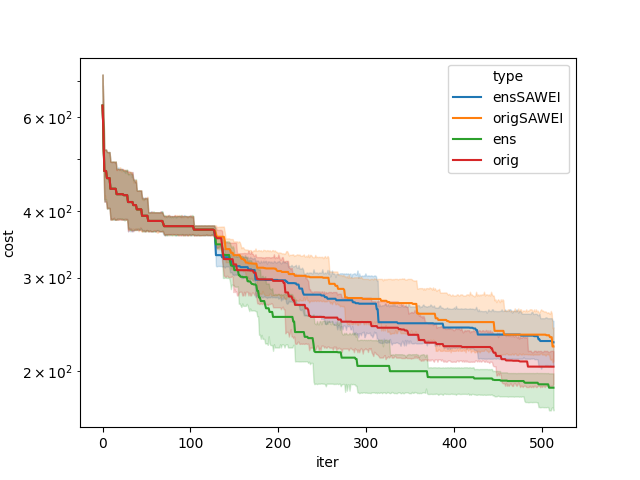 type
ensSAWEI
origSAWEI
ens
orig
6 × 10²
4 × 10²
3 × 10²
2 × 10²
cost
0 100 200 300 400 500
iter